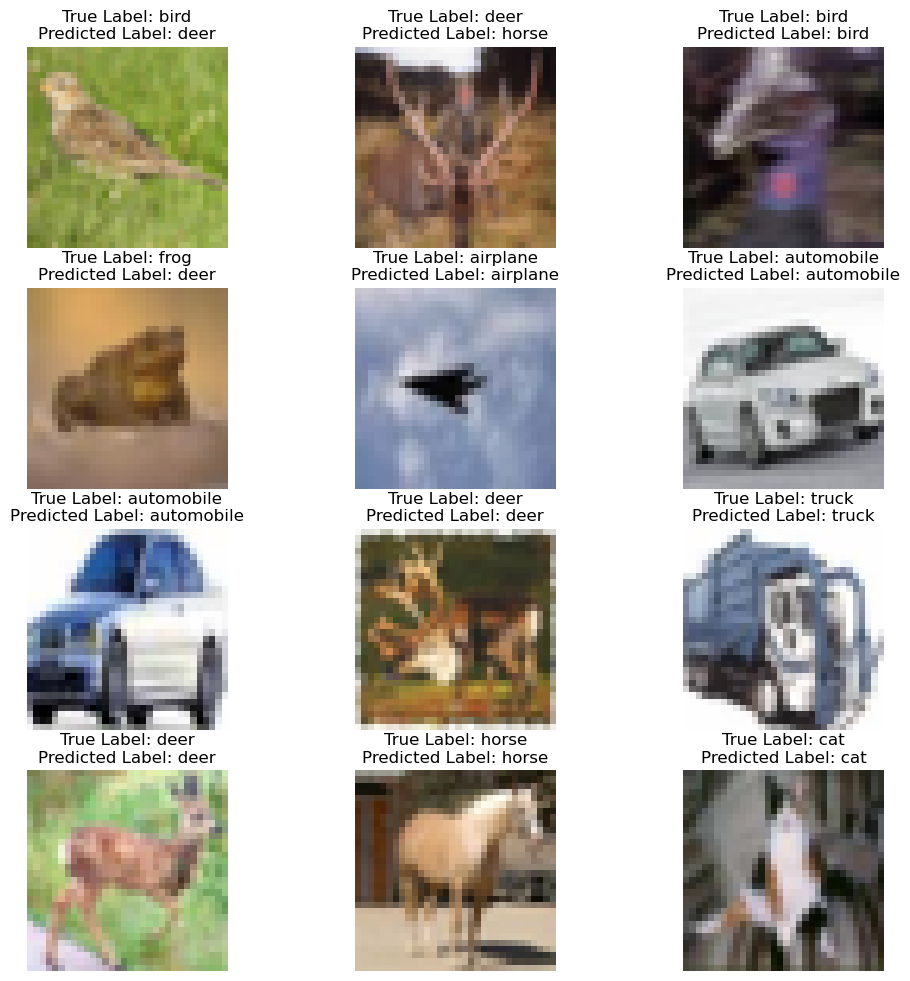 True Label: bird
Predicted Label: deer
True Label: deer
Predicted Label: horse
True Label: bird
Predicted Label: bird
True Label: frog
Predicted Label: deer
True Label: airplane
Predicted Label: airplane
True Label: automobile
Predicted Label: automobile
True Label: automobile
Predicted Label: automobile
True Label: deer
Predicted Label: deer
True Label: truck
Predicted Label: truck
True Label: deer
Predicted Label: deer
True Label: horse
Predicted Label: horse
True Label: cat
Predicted Label: cat